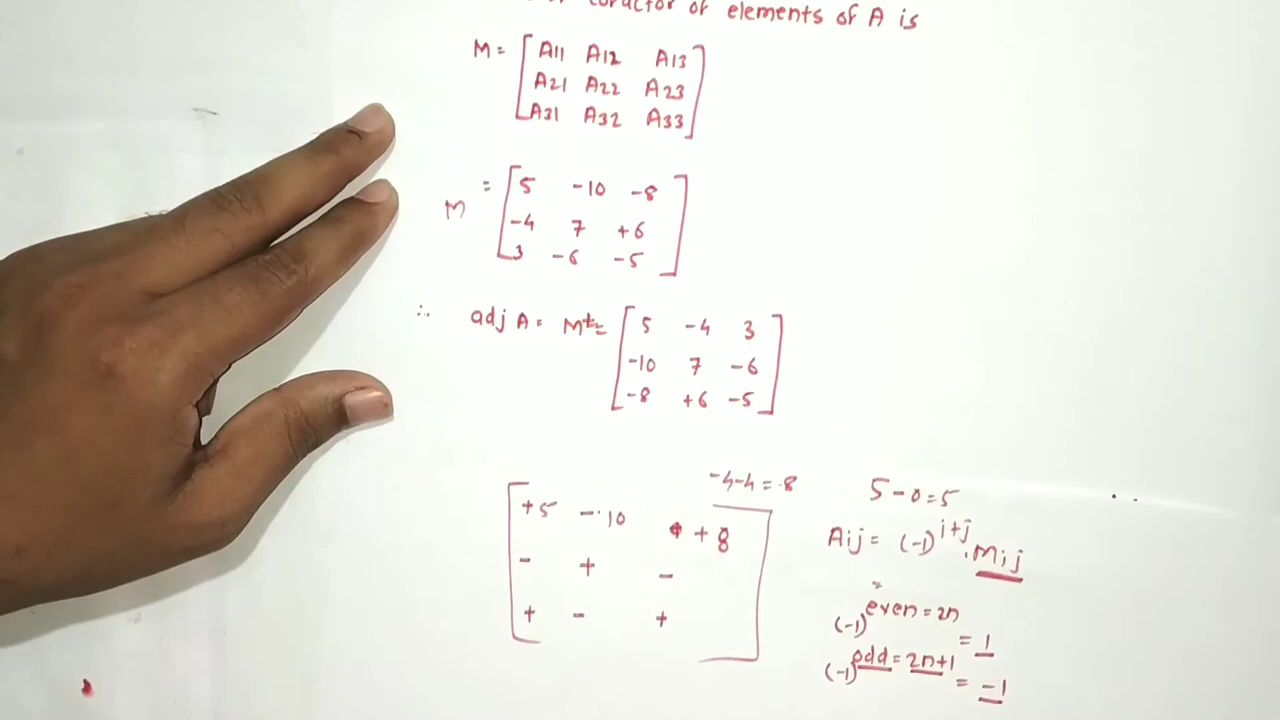 cofactor of elements of A is
M = [A11 A12 A13
A21 A22 A23
A31 A32 A33]
M = [5 -10 -8
-4 7 +6
3 -6 -5]
∴ adj A = Mt = [5 -4 3
-10 7 -6
-8 +6 -5]
-4-4=-8
[+5 -10 +8
- + -
+ - +]
5-0=5
Aij = (-1)^i+j . Mij
=
(-1)^even=2n = 1
(-1)^odd=2n+1 = -1